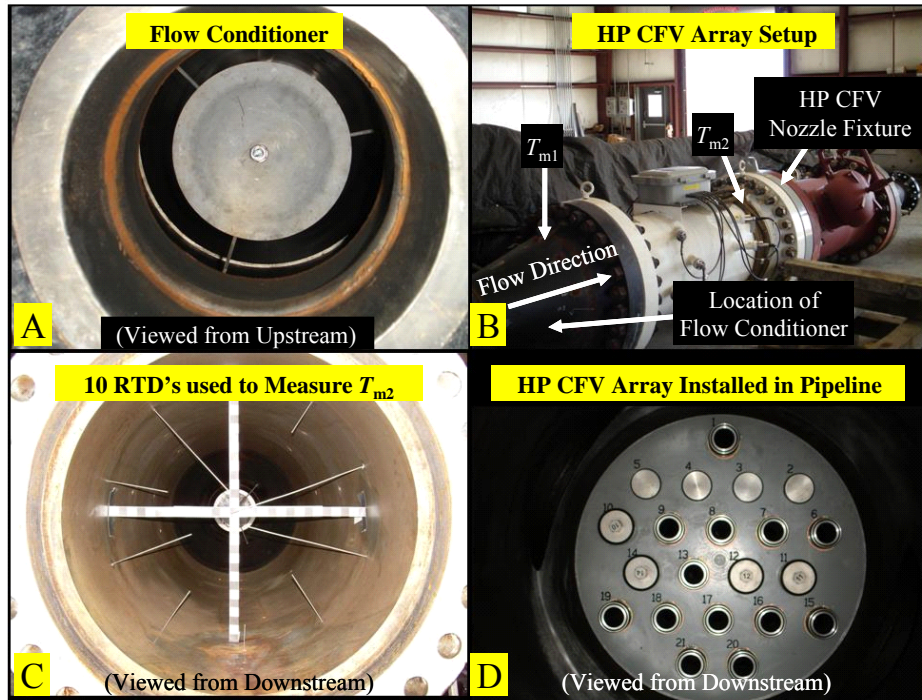 Flow Conditioner
A
(Viewed from Upstream)
HP CFV Array Setup
HP CFV
Nozzle Fixture
Tm1
Tm2
Flow Direction
Location of
Flow Conditioner
B
10 RTD's used to Measure Tm2
C
(Viewed from Downstream)
HP CFV Array Installed in Pipeline
1
5 4 3 2
10 9 8 7 6
14 13 12 11
19 18 17 16 15
21 20
D
(Viewed from Downstream)